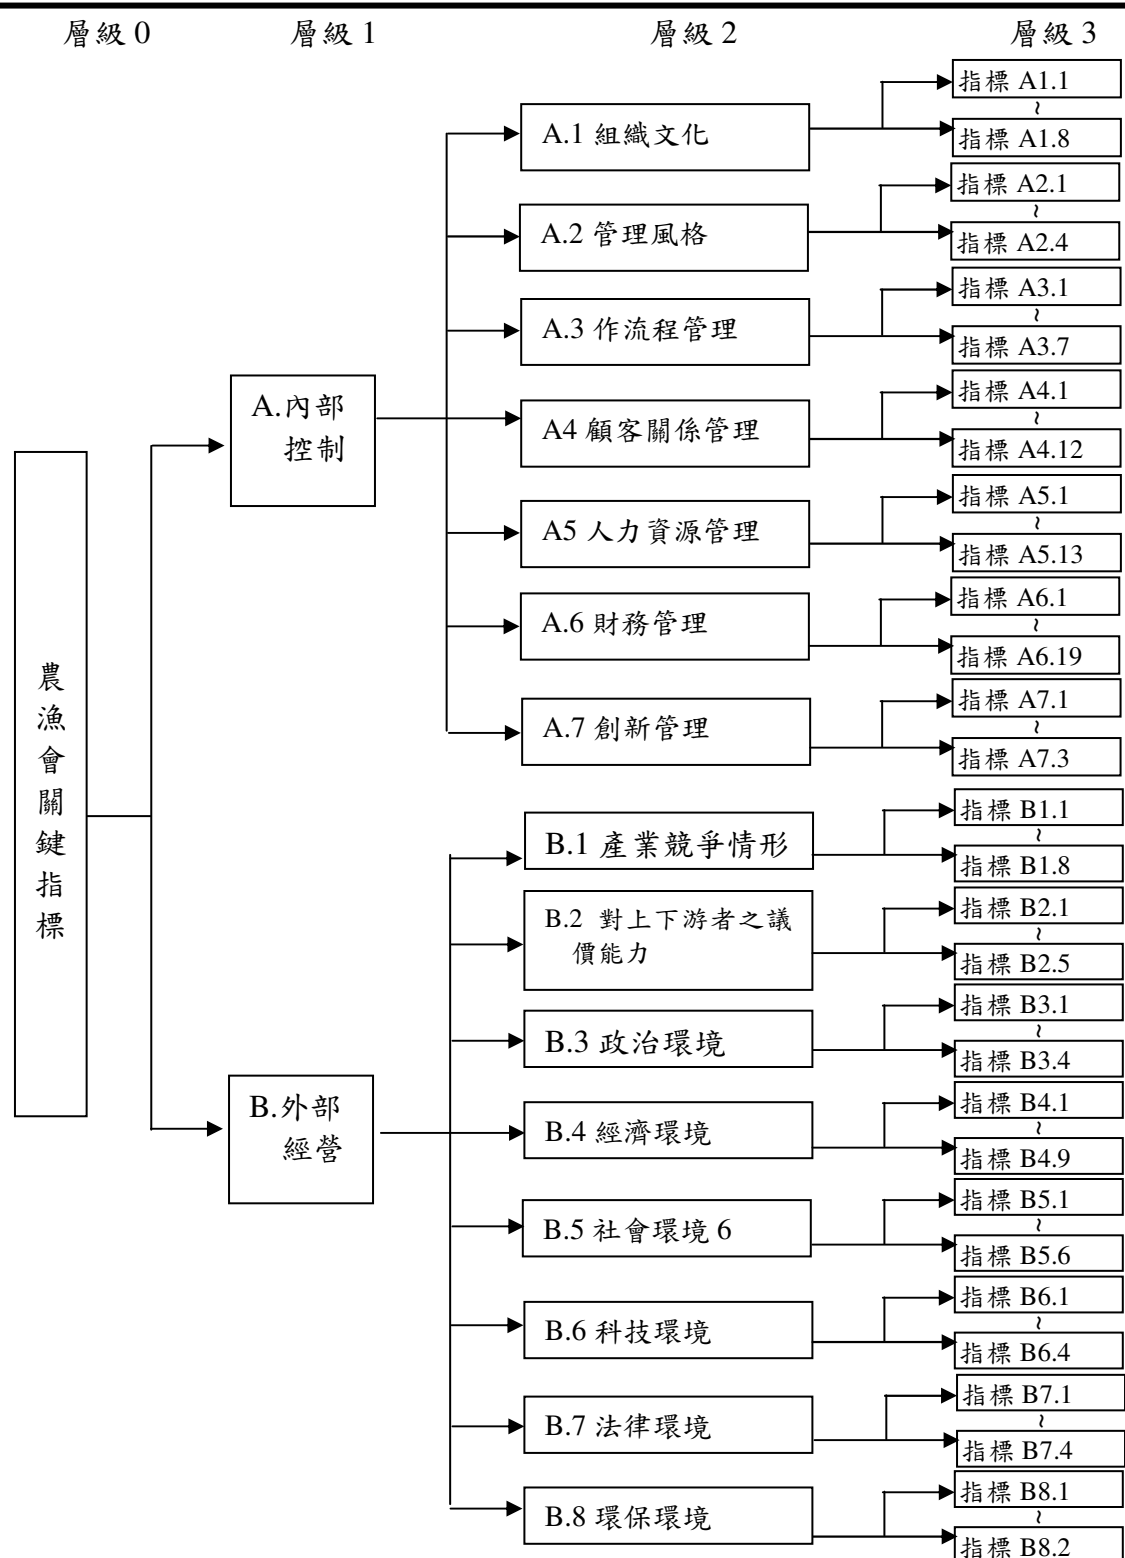 層級 0 層級 1 層級 2 層級 3
農漁會關鍵指標
A.內部
控制
B.外部
經營
A.1 組織文化
指標 A1.1
~
指標 A1.8
A.2 管理風格
指標 A2.1
~
指標 A2.4
A.3 作流程管理
指標 A3.1
~
指標 A3.7
A4 顧客關係管理
指標 A4.1
~
指標 A4.12
A5 人力資源管理
指標 A5.1
~
指標 A5.13
A.6 財務管理
指標 A6.1
~
指標 A6.19
A.7 創新管理
指標 A7.1
~
指標 A7.3
B.1 產業競爭情形
指標 B1.1
~
指標 B1.8
B.2 對上下游者之議
價能力
指標 B2.1
~
指標 B2.5
B.3 政治環境
指標 B3.1
~
指標 B3.4
B.4 經濟環境
指標 B4.1
~
指標 B4.9
B.5 社會環境 6
指標 B5.1
~
指標 B5.6
B.6 科技環境
指標 B6.1
~
指標 B6.4
B.7 法律環境
指標 B7.1
~
指標 B7.4
B.8 環保環境
指標 B8.1
~
指標 B8.2